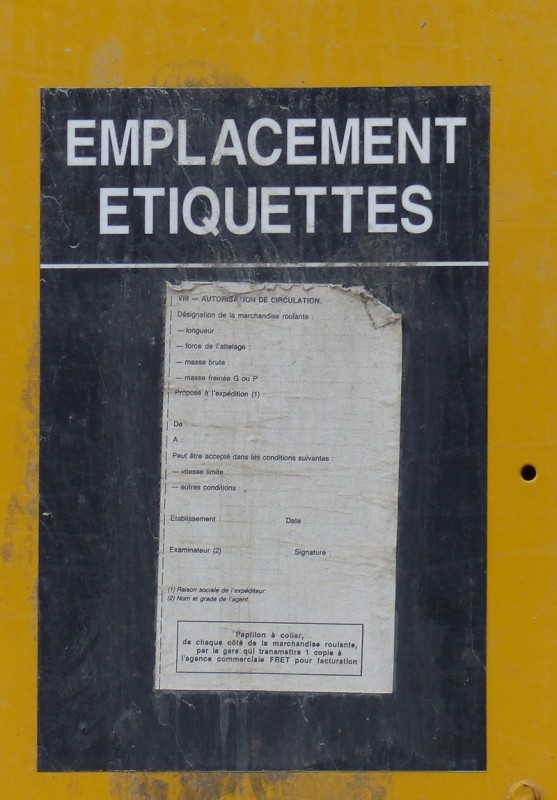 EMPLACEMENT
ETIQUETTES
VIII — AUTORISATION DE CIRCULATION.
Désignation de la marchandise roulante
— longueur :
— force de l'attelage :
— masse brute :
— masse freinée G ou P
Proposé à l'expédition (1)
De :
A :
Peut être accepté dans les conditions suivantes :
— vitesse limite :
— autres conditions :
Etablissement : Date :
Examinateur (2) Signature :
(1) Raison sociale de l'expéditeur
(2) Nom et grade de l'agent.
Papillon à coller,
de chaque côté de la marchandise roulante,
par la gare qui transmettra 1 copie à
l'agence commerciale FRET pour facturation